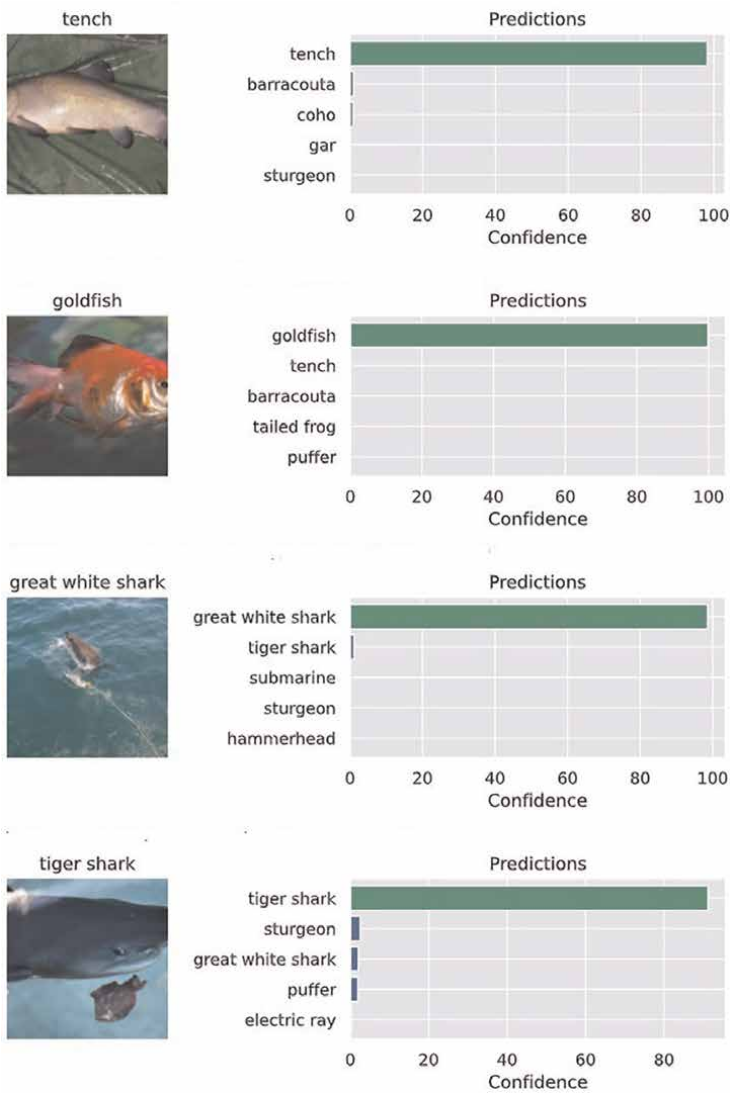 tench
Predictions
tench
barracouta
coho
gar
sturgeon
0 20 40 60 80 100
Confidence
goldfish
Predictions
goldfish
tench
barracouta
tailed frog
puffer
0 20 40 60 80 100
Confidence
great white shark
Predictions
great white shark
tiger shark
submarine
sturgeon
hammerhead
0 20 40 60 80 100
Confidence
tiger shark
Predictions
tiger shark
sturgeon
great white shark
puffer
electric ray
0 20 40 60 80
Confidence